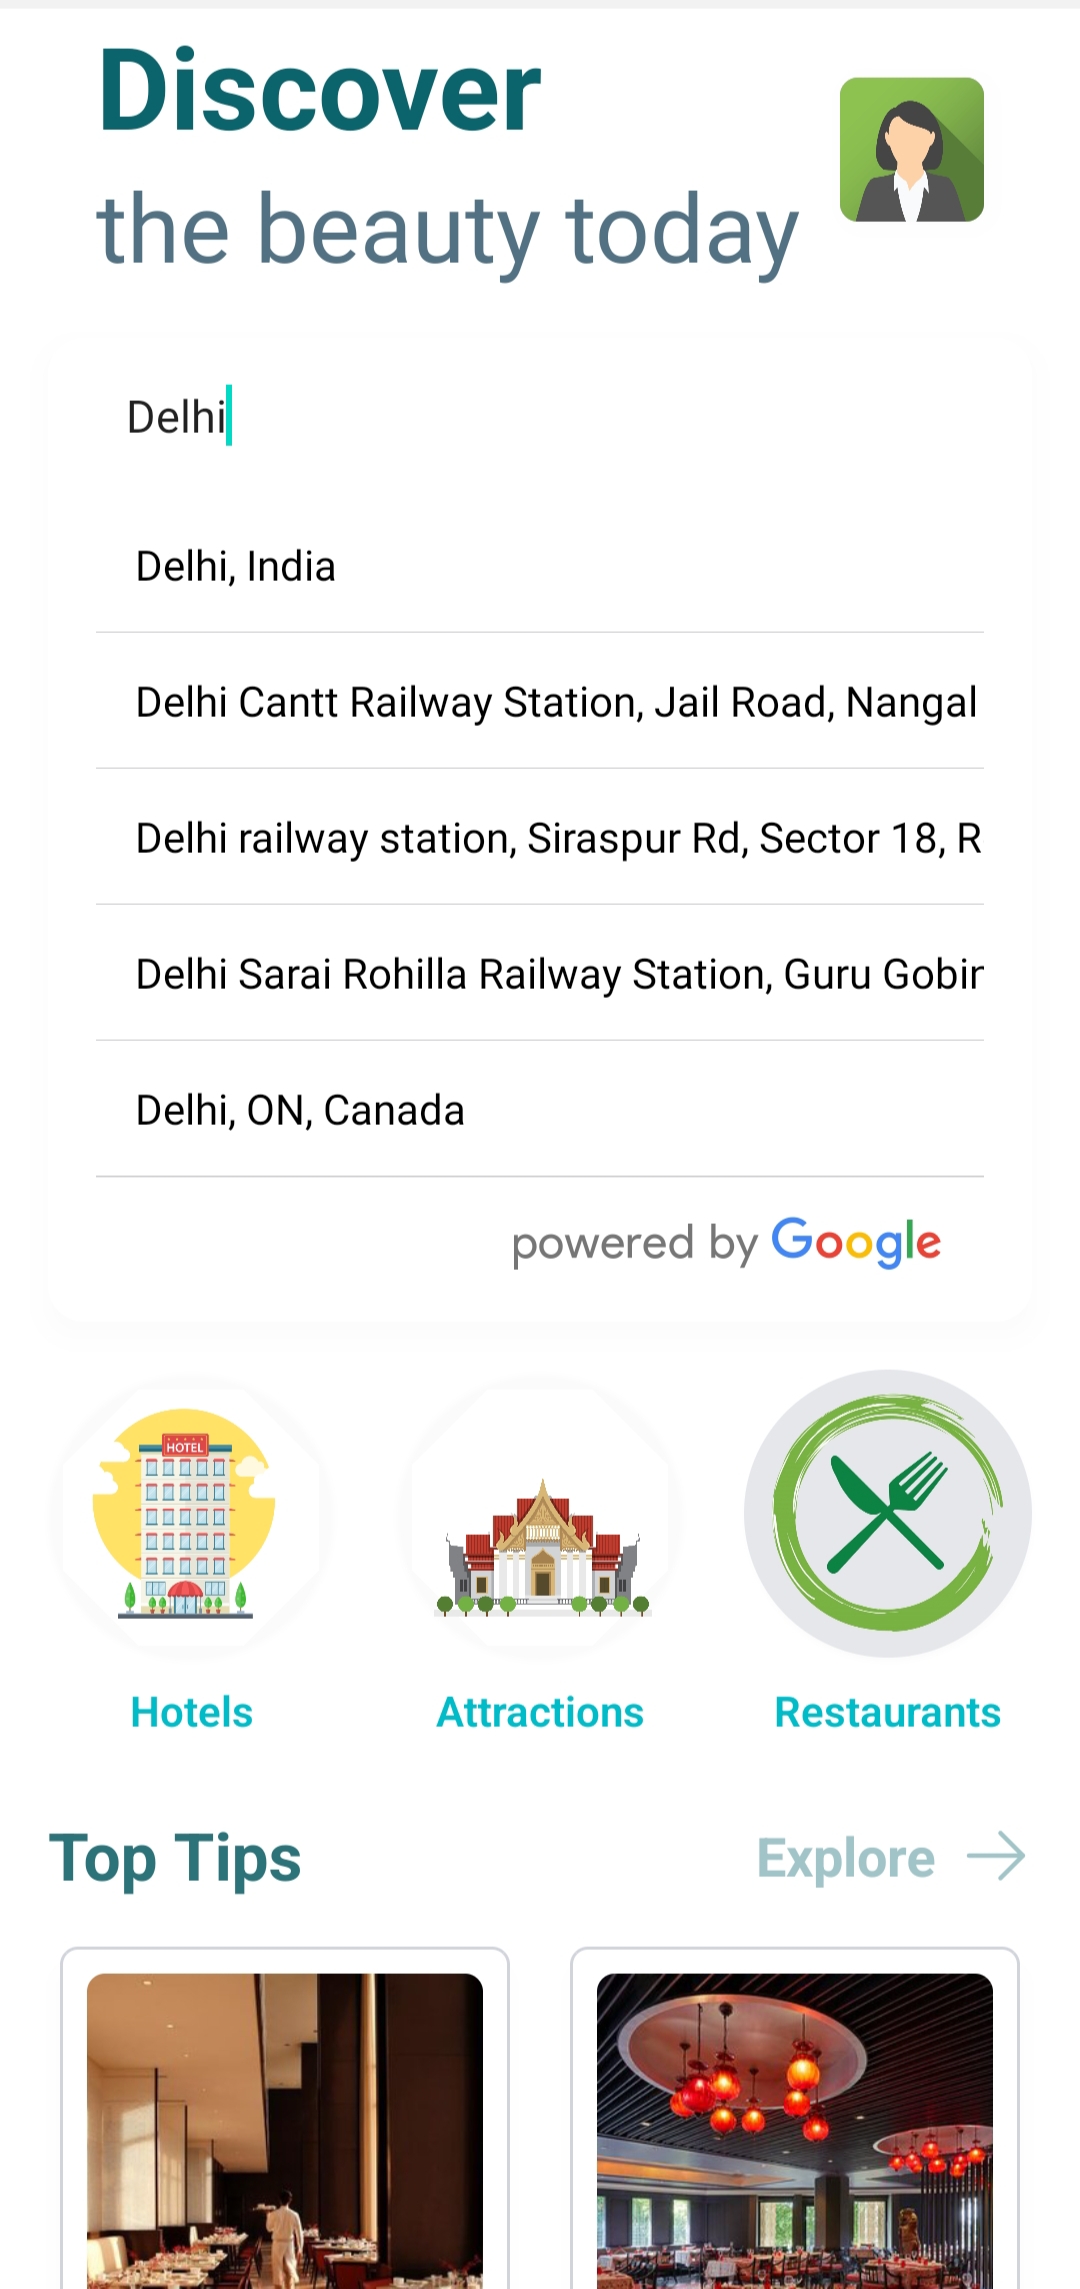 Discover
the beauty today
Delhi
Delhi, India
Delhi Cantt Railway Station, Jail Road, Nangal
Delhi railway station, Siraspur Rd, Sector 18, R
Delhi Sarai Rohilla Railway Station, Guru Gobin
Delhi, ON, Canada
powered by Google
HOTEL
Hotels
Attractions
Restaurants
Top Tips
Explore